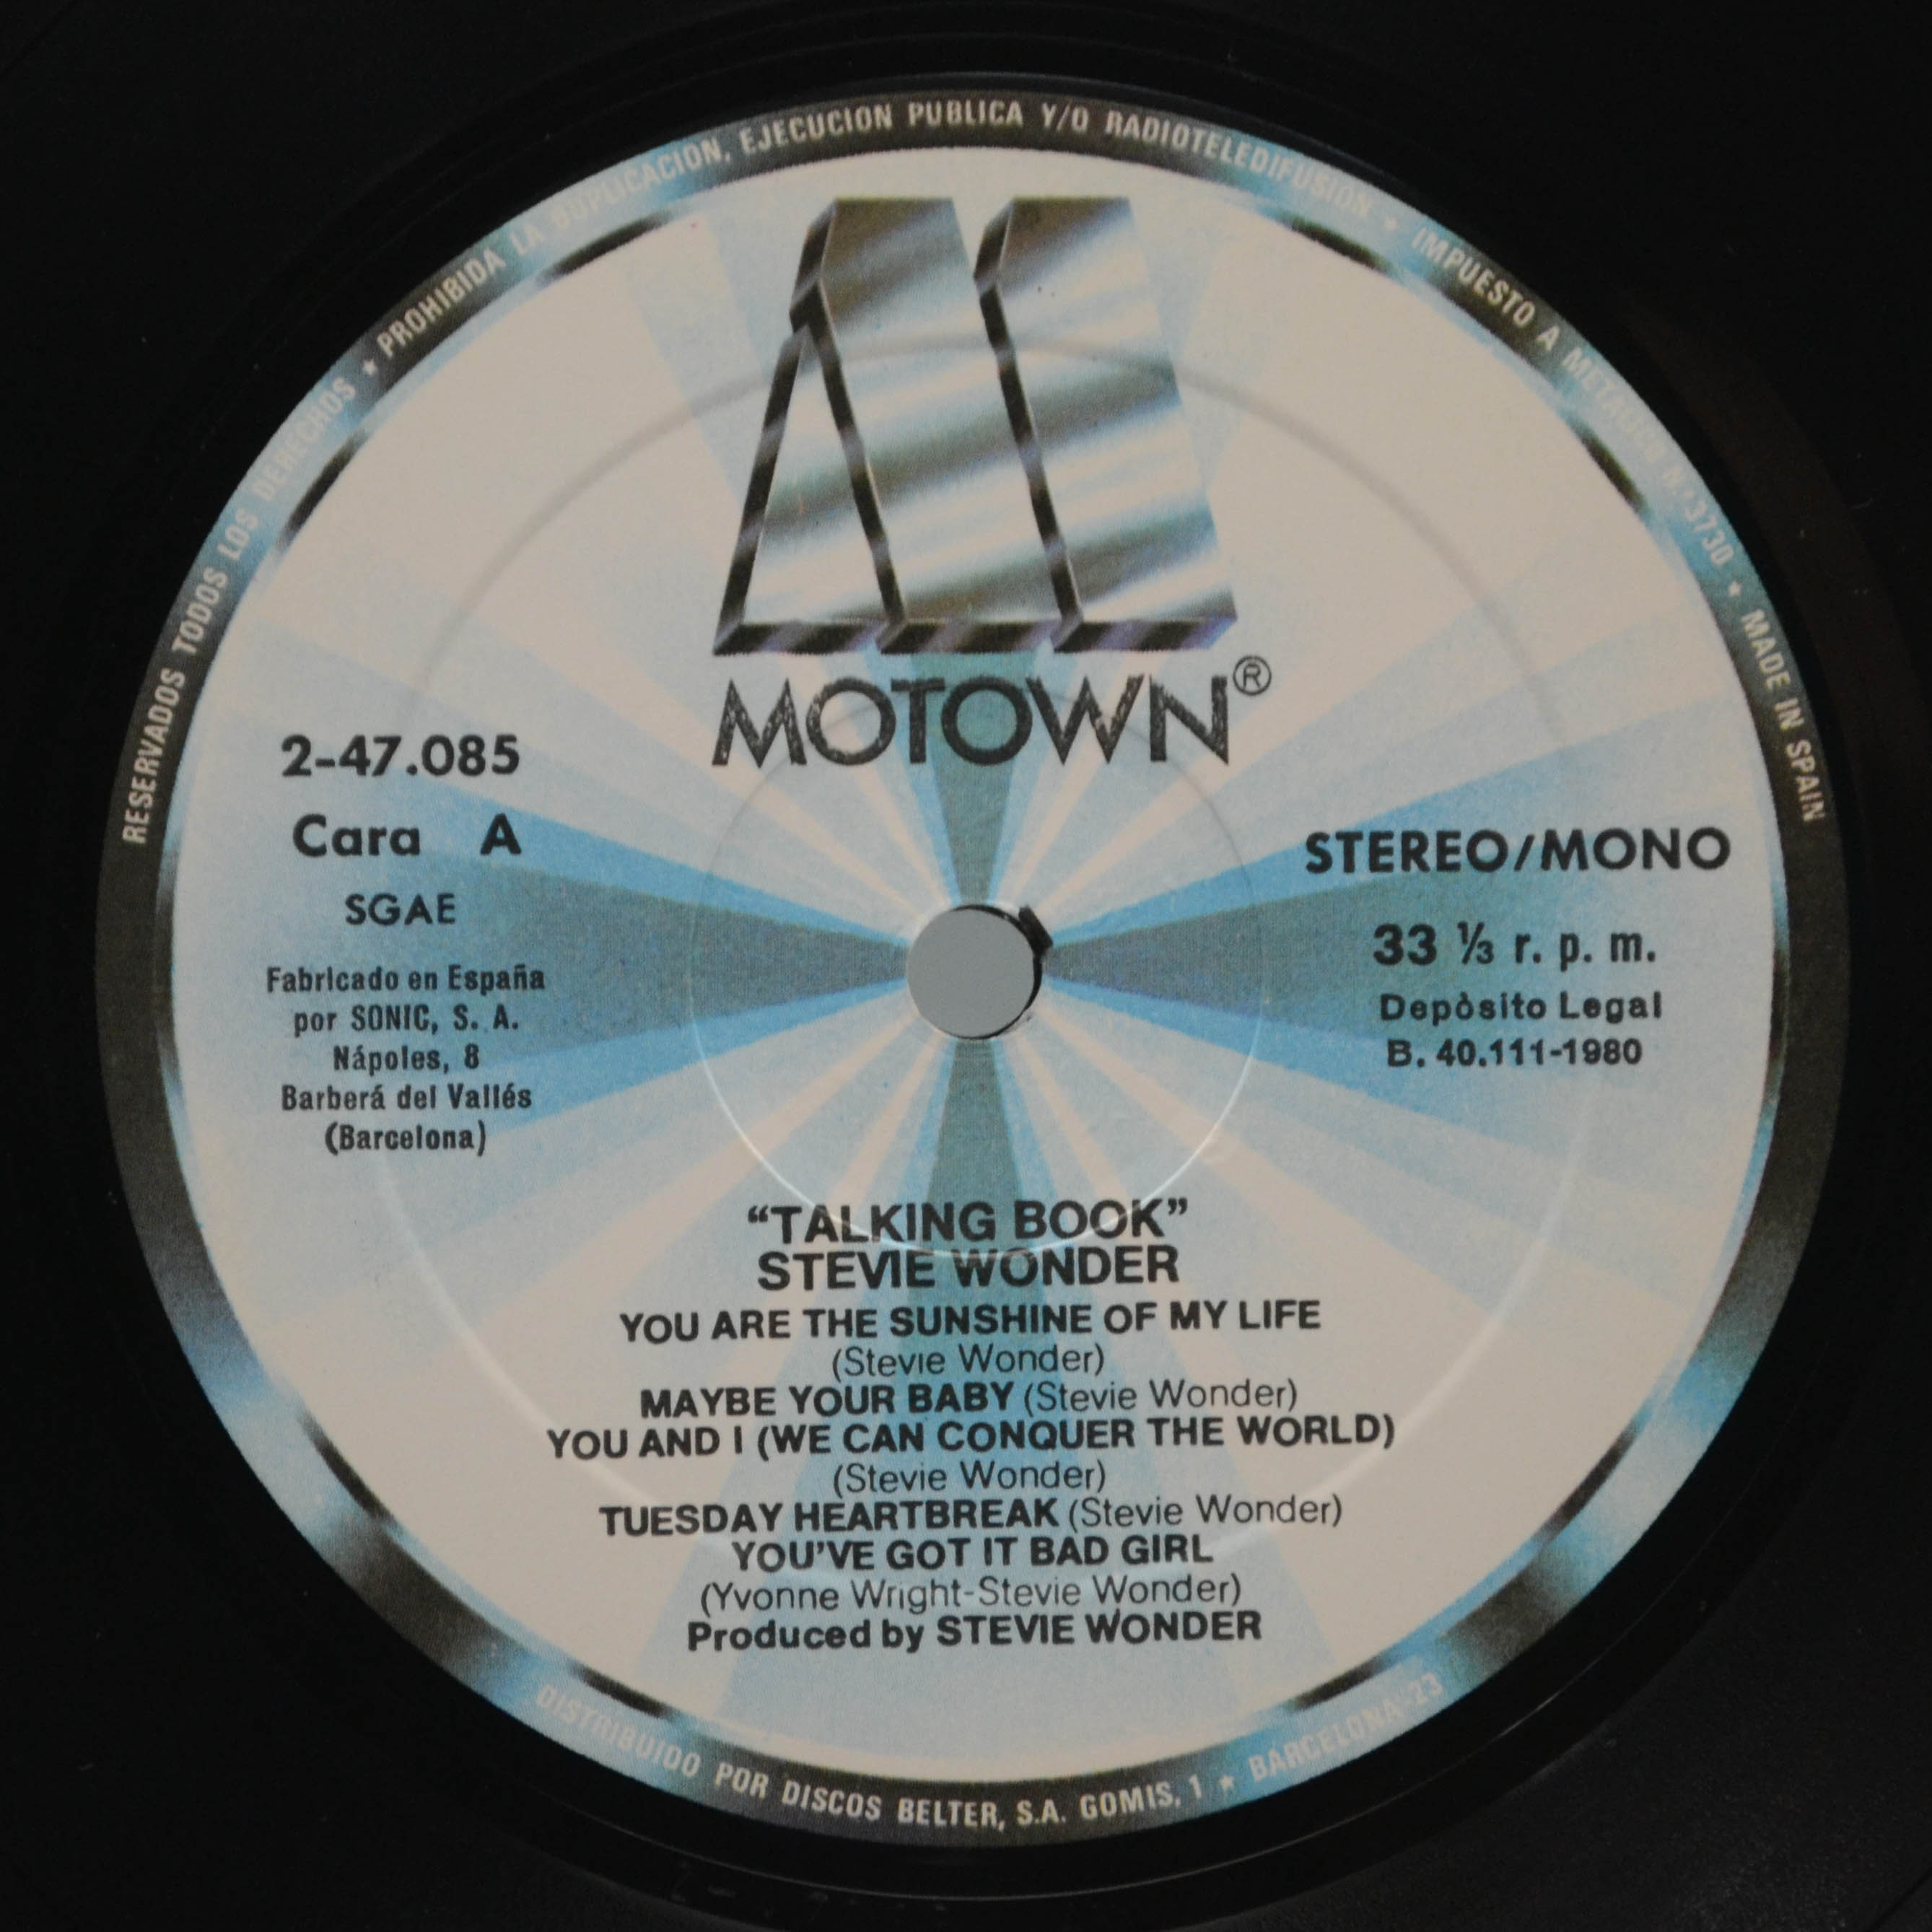 RESERVADOS TODOS LOS DERECHOS ★ PROHIBIDA LA DUPLICACION, EJECUCION PUBLICA Y/O RADIOTELEDIFUSION ★ IMPUESTO A METALICO N.º 3730 ★ MADE IN SPAIN
MOTOWN®
2-47.085
Cara A
SGAE
Fabricado en España
por SONIC, S. A.
Nápoles, 8
Barberá del Vallés
(Barcelona)
STEREO/MONO
33 ⅓ r. p. m.
Depòsito Legal
B. 40.111-1980
“TALKING BOOK”
STEVIE WONDER
YOU ARE THE SUNSHINE OF MY LIFE
(Stevie Wonder)
MAYBE YOUR BABY (Stevie Wonder)
YOU AND I (WE CAN CONQUER THE WORLD)
(Stevie Wonder)
TUESDAY HEARTBREAK (Stevie Wonder)
YOU'VE GOT IT BAD GIRL
(Yvonne Wright-Stevie Wonder)
Produced by STEVIE WONDER
DISTRIBUIDO POR DISCOS BELTER, S.A. GOMIS, 1 ★ BARCELONA-23